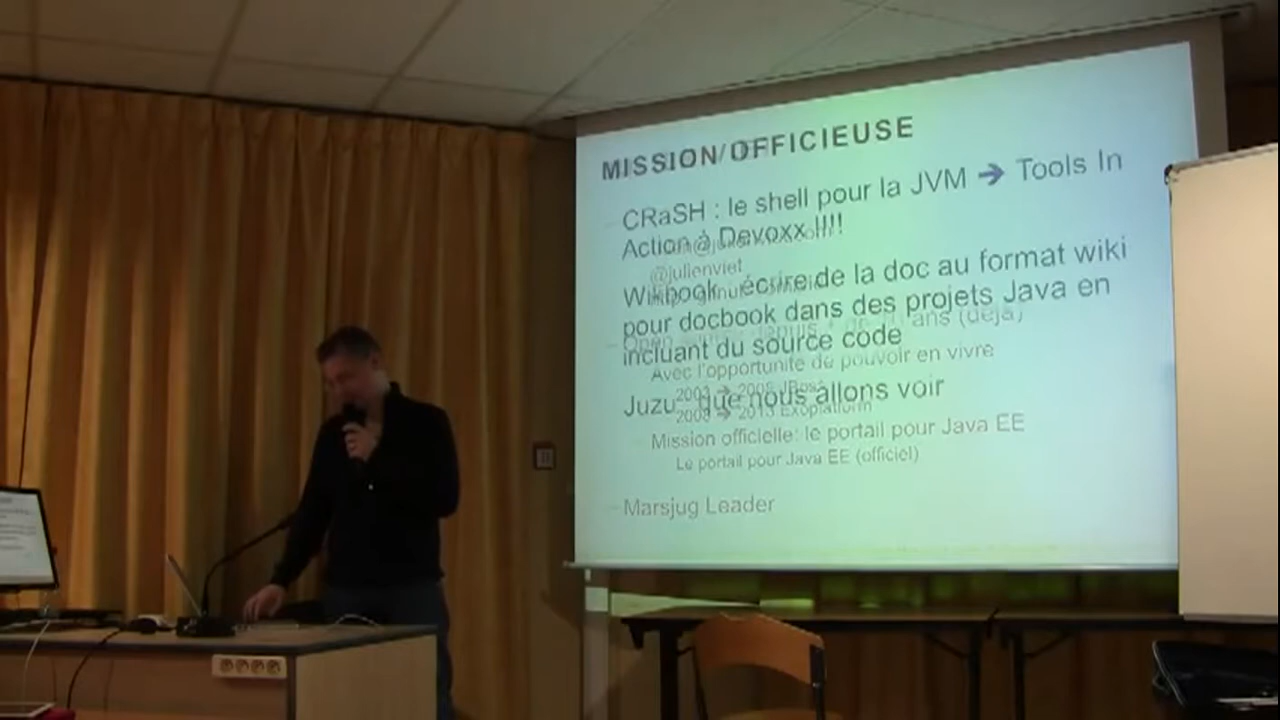 MISSION OFFICIEUSE
CRaSH : le shell pour la JVM ➔ Tools In
Action à Devoxx !!!!
@julienviet
Wikbook : écrire de la doc au format wiki
pour docbook dans des projets Java en
ans (déjà)
incluant du source code
Avec l'opportunité de pouvoir en vivre
Juzu que nous allons voir
2008 ➔ 2013 Exoplatform
Mission officielle: le portail pour Java EE
Le portail pour Java EE (officiel)
Marsjug Leader